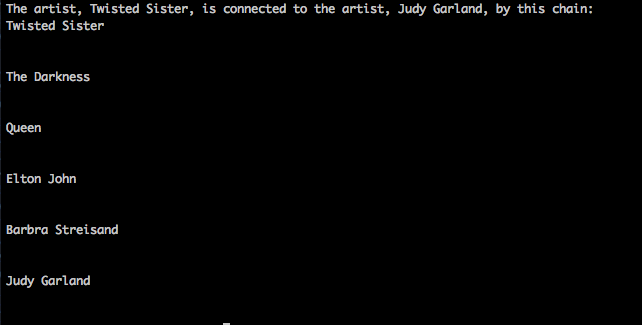 The artist, Twisted Sister, is connected to the artist, Judy Garland, by this chain:
Twisted Sister
The Darkness
Queen
Elton John
Barbra Streisand
Judy Garland